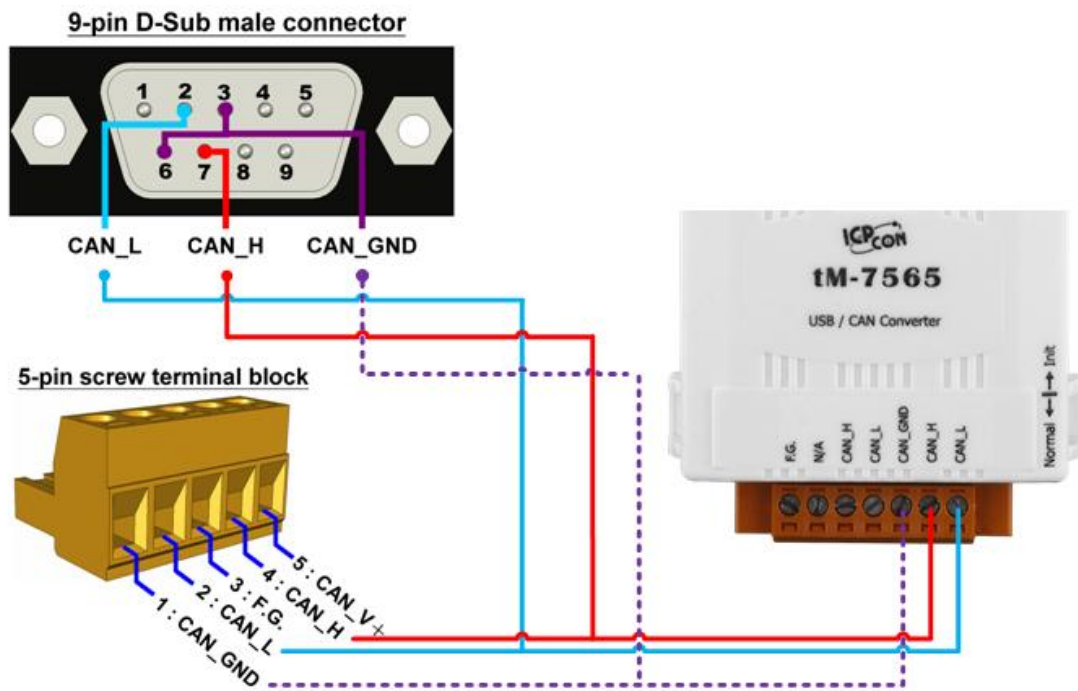 9-pin D-Sub male connector
1 2 3 4 5
6 7 8 9
CAN_L CAN_H CAN_GND
5-pin screw terminal block
1 : CAN_GND
2 : CAN_L
3 : F.G.
4 : CAN_H
5 : CAN_V+
ICP CON
tM-7565
USB / CAN Converter
F.G.
N/A
CAN_H
CAN_L
CAN_GND
CAN_H
CAN_L
Normal ← → Init